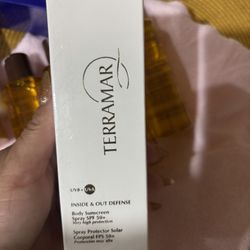 TERRAMAR
UVB + UVA
INSIDE & OUT DEFENSE
Body Sunscreen
Spray SPF 50+
Very high protection
Spray Protector Solar
Corporal FPS 50+
Protección muy alta